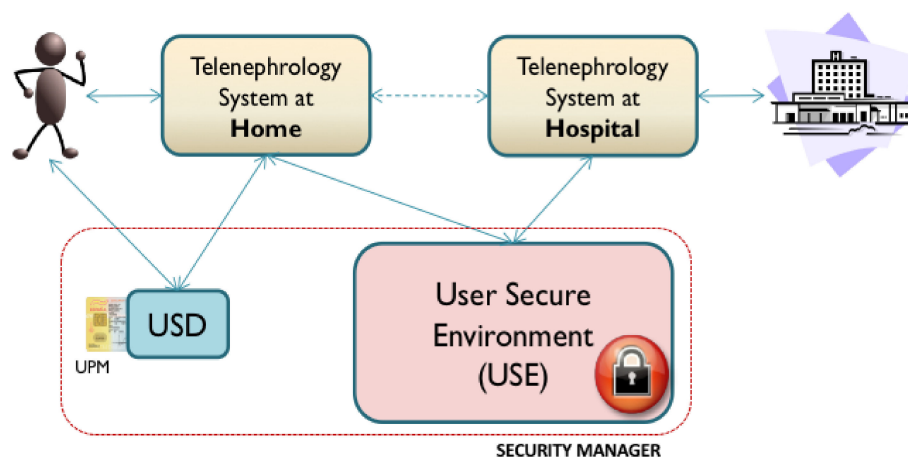 Telenephrology
System at
Home
Telenephrology
System at
Hospital
H
USD
UPM
User Secure
Environment
(USE)
SECURITY MANAGER